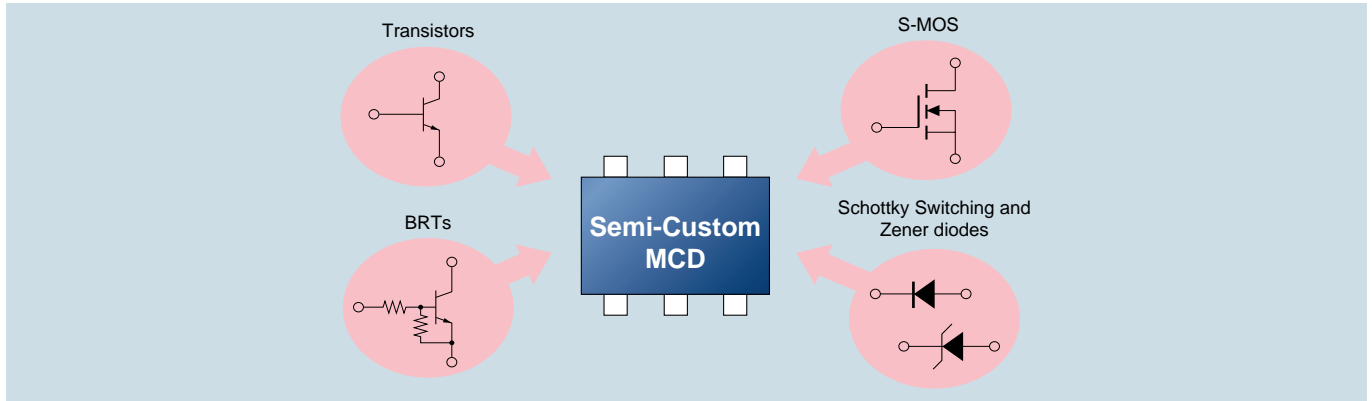 Transistors
S-MOS
Semi-Custom
MCD
BRTs
Schottky Switching and
Zener diodes